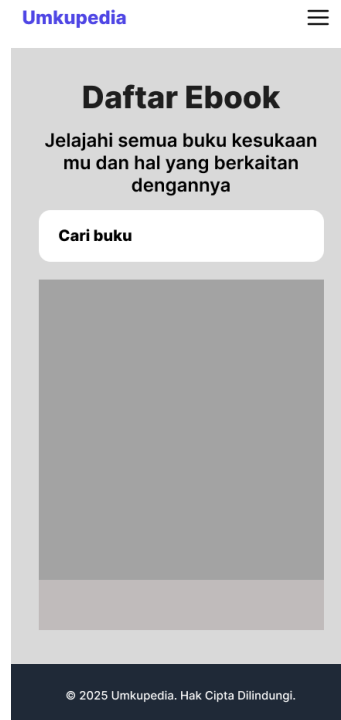 Umkupedia
Daftar Ebook
Jelajahi semua buku kesukaan
mu dan hal yang berkaitan
dengannya
Cari buku
© 2025 Umkupedia. Hak Cipta Dilindungi.